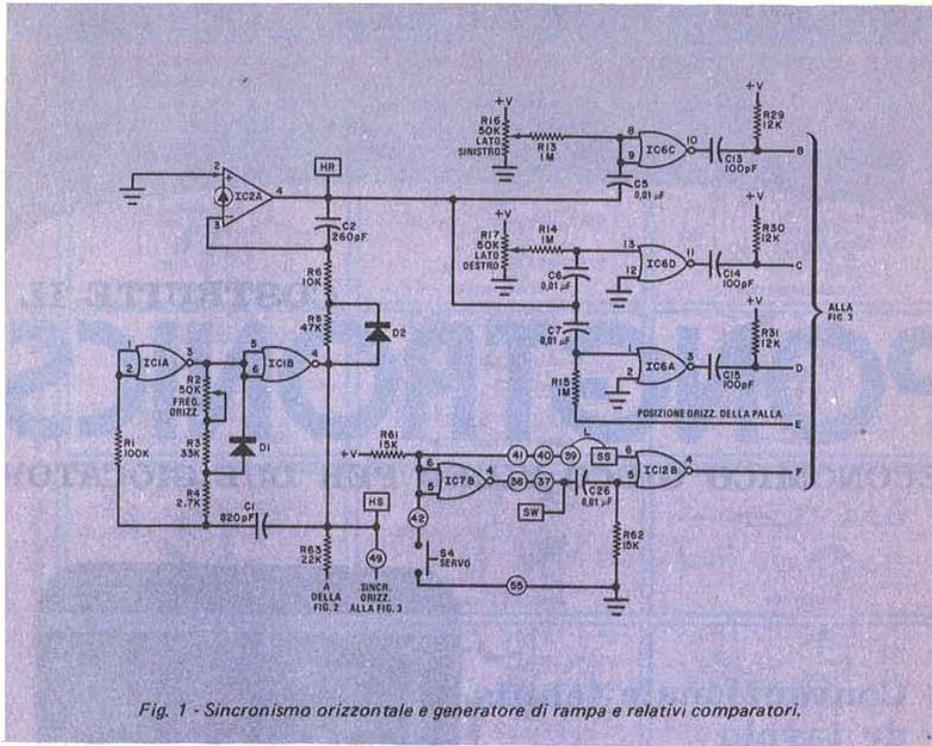 +V
R16
50K
LATO
SINISTRO
R13
1M
8
9
IC6C
10
C13
100pF
+V
R29
12K
B
C5
0,01 µF
2
+
IC2A
4
3
−
HR
C2
260pF
+V
R17
50K
LATO
DESTRO
R14
1M
13
12
IC6D
11
C14
100pF
+V
R30
12K
C
C6
0,01 µF
R6
10K
R5
47K
D2
C7
0,01 µF
ALLA
FIG. 3
1
2
IC1A
3
R2
50K
FREQ.
ORIZZ.
5
6
IC1B
4
1
2
IC6A
3
C15
100pF
+V
R31
12K
D
R15
1M
POSIZIONE ORIZZ. DELLA PALLA
E
R1
100K
R3
33K
D1
R4
2.7K
C1
820pF
+V
R61
15K
6
5
IC7B
4
41
40
39
L
SS
38
37
SW
C26
0,01 µF
6
5
IC12B
4
F
HS
42
R63
22K
49
S4
SERVO
R62
15K
55
A
DELLA
FIG. 2
SINCR.
ORIZZ.
ALLA FIG. 3
Fig. 1 - Sincronismo orizzontale e generatore di rampa e relativi comparatori.